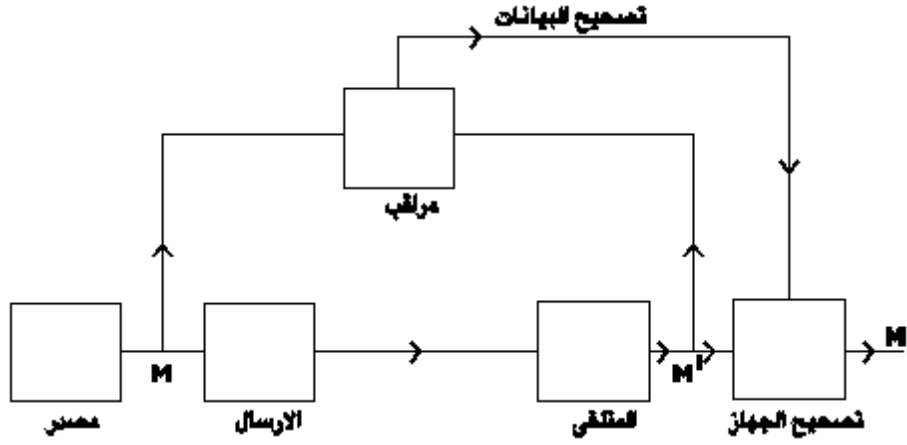 تصحيح البيانات
مراقب
M
M'
M
مصدر
الارسال
المتلقي
تصحيح الجهاز